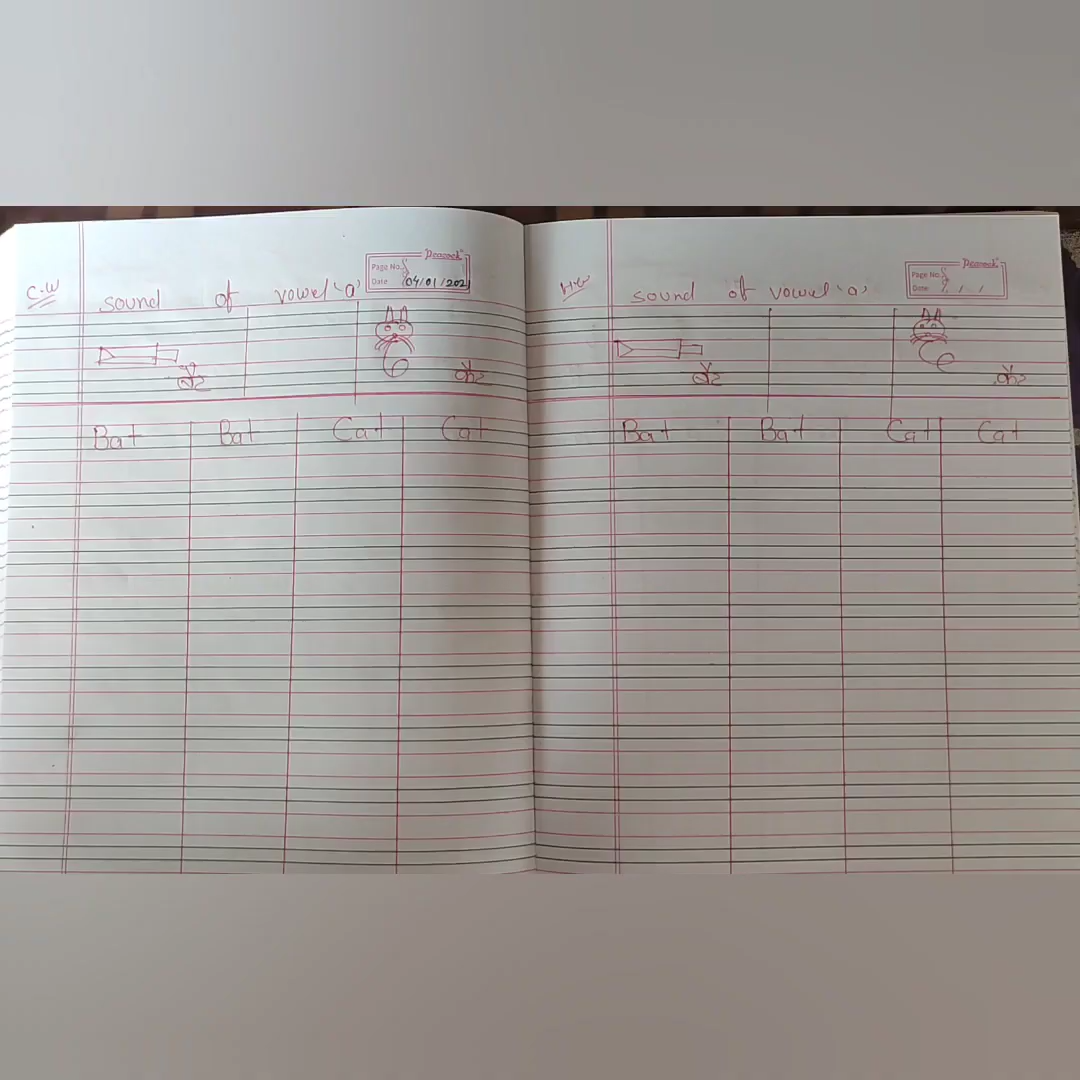 Peacock
Page No.
C.W sound of vowel 'a' Date 04/01/202
Bat Bat Cat Cat
Peacock
Page No.
Date
H.W sound of vowel 'a'
Bat Bat Cat Cat